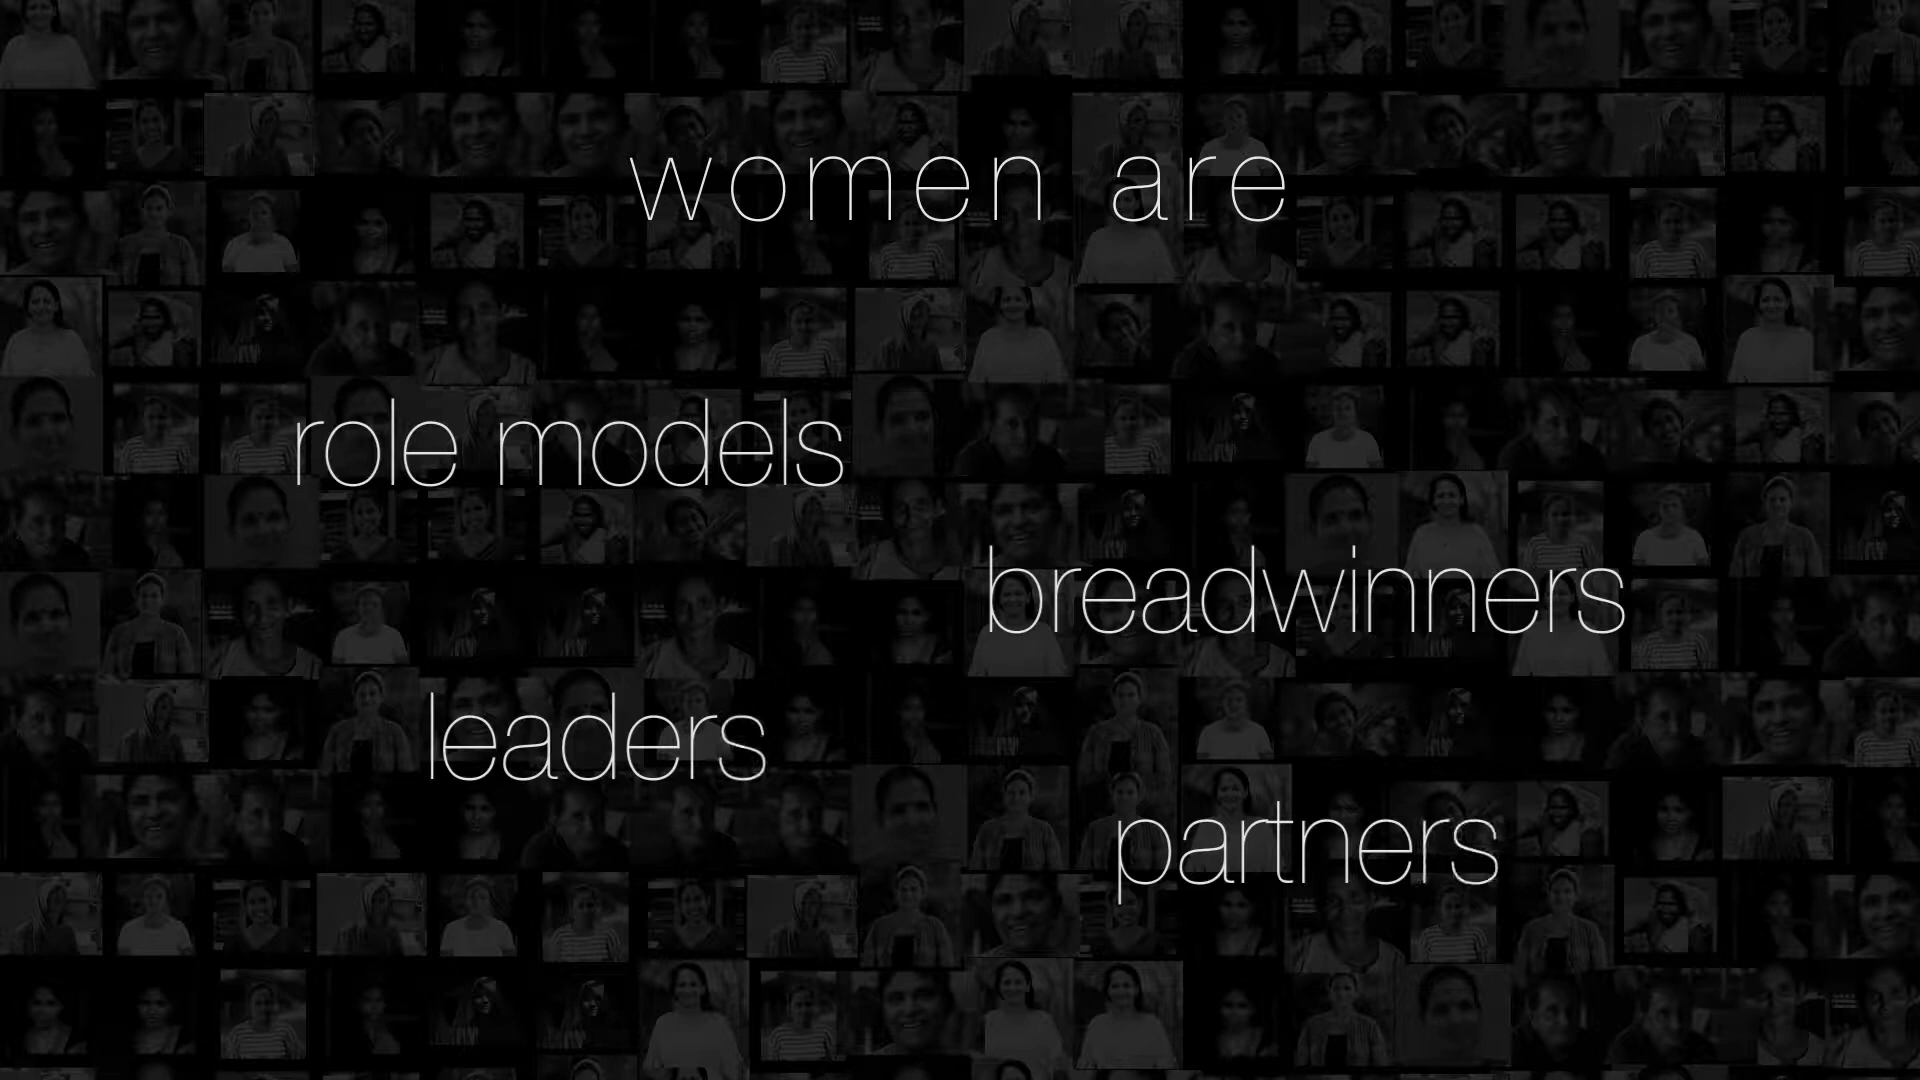 women are
role models
breadwinners
leaders
partners